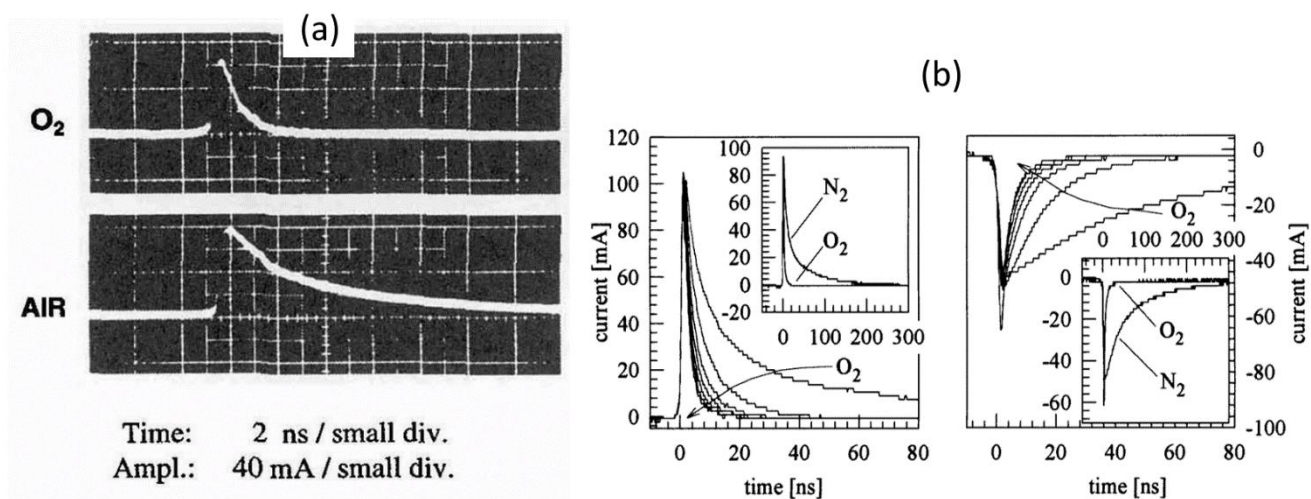 (a)
O2
AIR
Time: 2 ns / small div.
Ampl.: 40 mA / small div.
(b)
120
100
80
60
40
20
0
current [mA]
0 20 40 60 80
time [ns]
O2
100
80
60
40
20
0
-20
0 100 200 300
N2
O2
0
-20
-40
-60
-80
-100
current [mA]
0 20 40 60 80
time [ns]
O2
0 100 200 300
0
-20
-40
-60
O2
N2